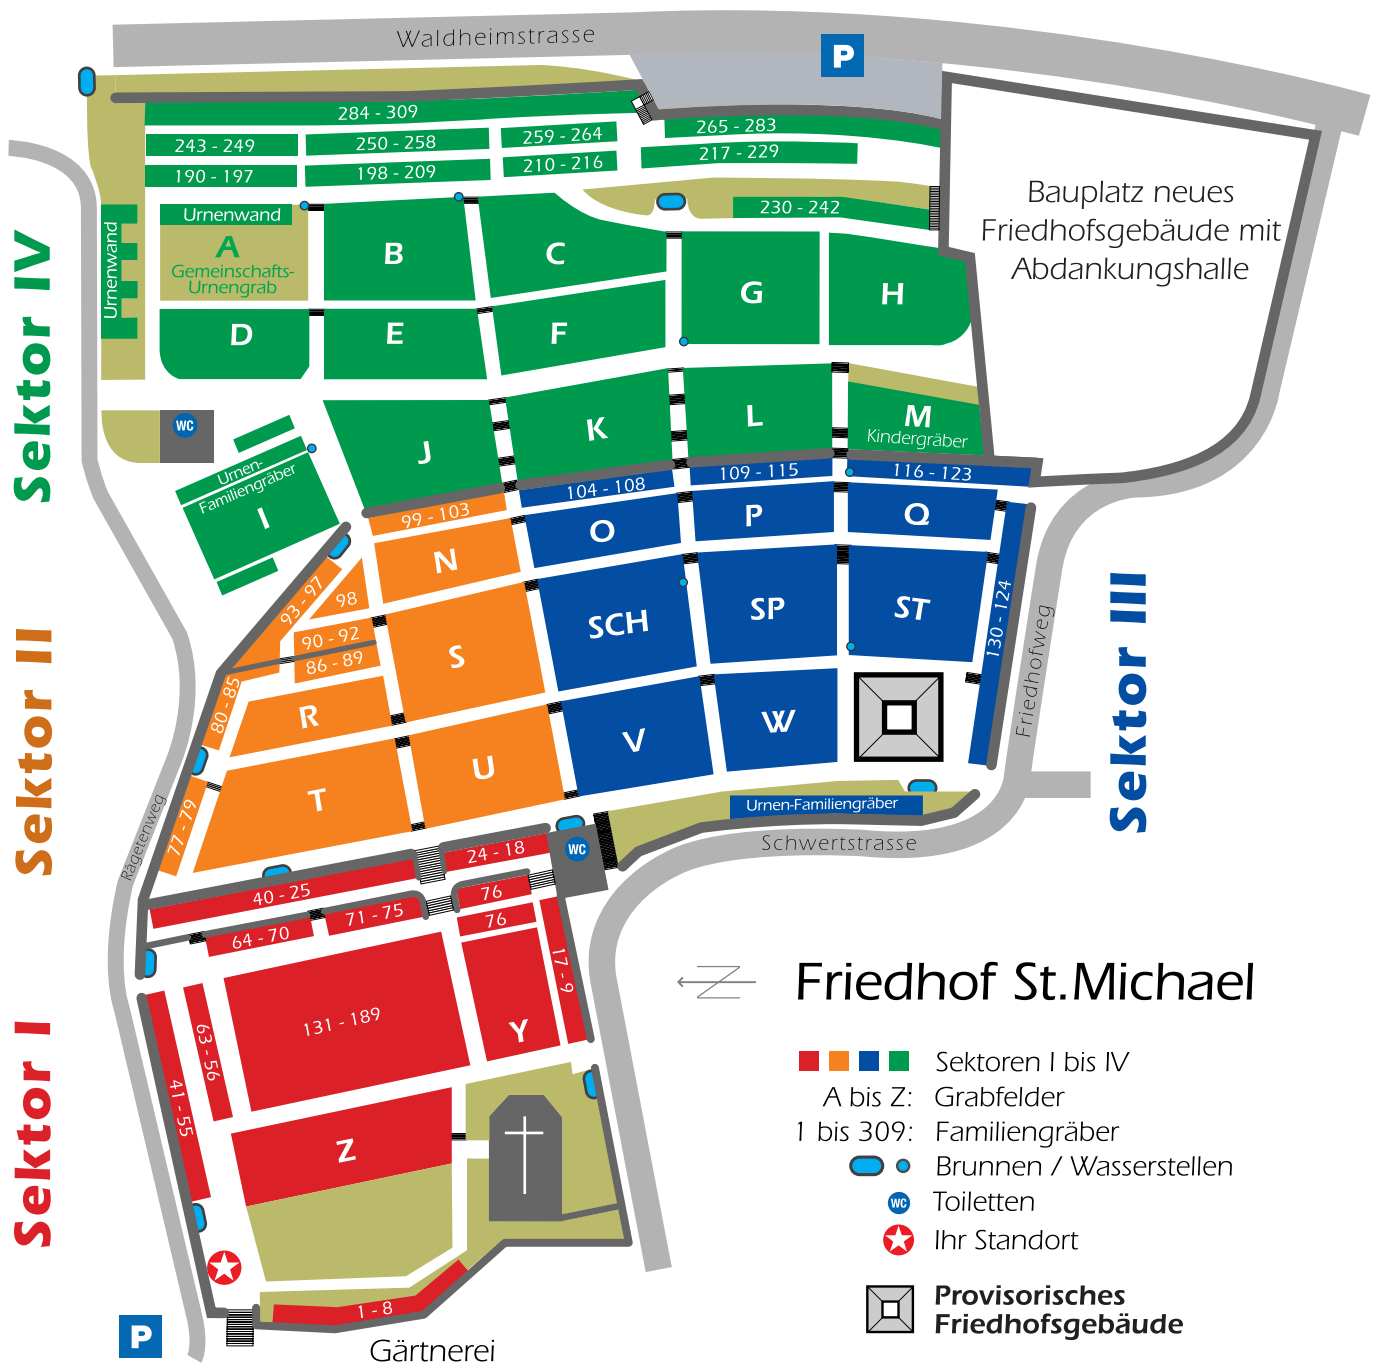 Waldheimstrasse
P
284 - 309
243 - 249
250 - 258
259 - 264
265 - 283
190 - 197
198 - 209
210 - 216
217 - 229
230 - 242
Bauplatz neues
Friedhofsgebäude mit
Abdankungshalle
Urnenwand
Urnenwand
A
Gemeinschafts-
Urnengrab
B
C
G
H
D
E
F
Sektor IV
WC
J
K
L
M
Kindergräber
Urnen-
Familiengräber
I
99 - 103
104 - 108
109 - 115
116 - 123
N
O
P
Q
93 - 97
98
90 - 92
86 - 89
S
SCH
SP
ST
130 - 124
Friedhofweg
Sektor III
Sektor II
80 - 85
R
T
U
V
W
77 - 79
Rägetenweg
Urnen-Familiengräber
Schwertstrasse
WC
24 - 18
40 - 25
76
71 - 75
76
64 - 70
17 - 9
131 - 189
Y
63 - 56
41 - 55
Z
Sektor I
1 - 8
P
Gärtnerei
Z
Friedhof St.Michael
Sektoren I bis IV
A bis Z: Grabfelder
1 bis 309: Familiengräber
Brunnen / Wasserstellen
WC Toiletten
Ihr Standort
Provisorisches
Friedhofsgebäude